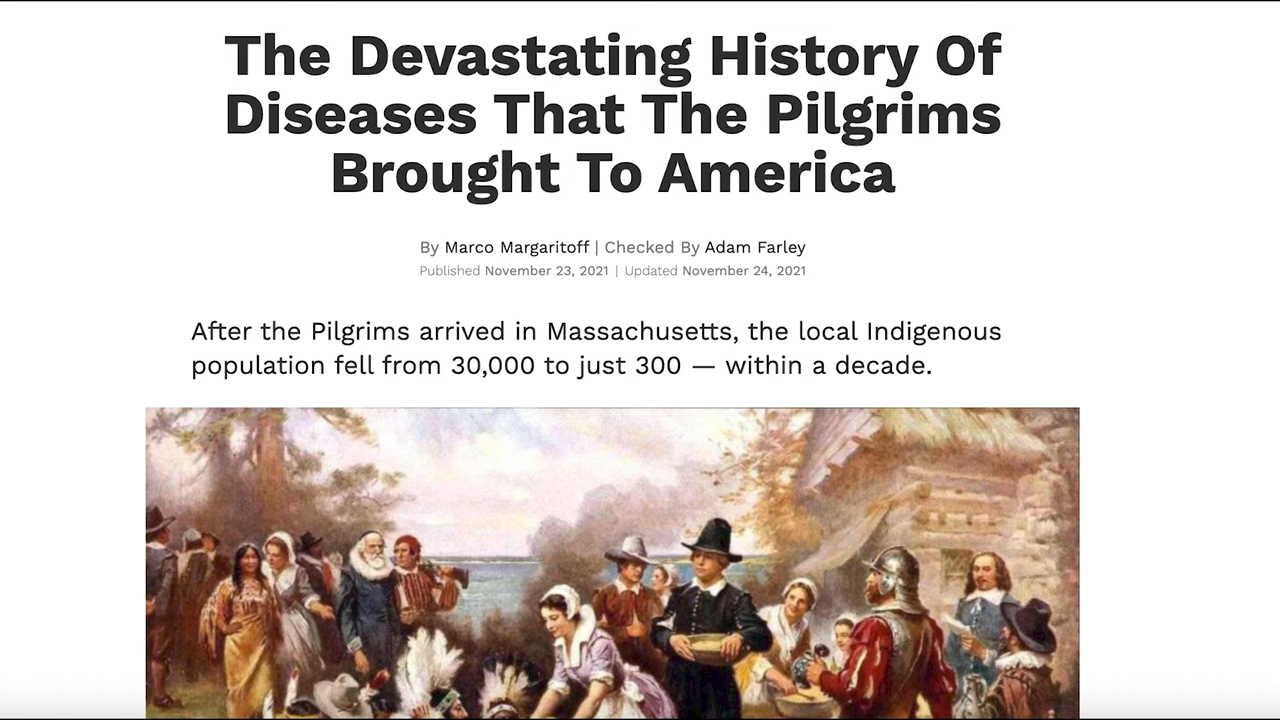 The Devastating History Of
Diseases That The Pilgrims
Brought To America
By Marco Margaritoff | Checked By Adam Farley
Published November 23, 2021 | Updated November 24, 2021
After the Pilgrims arrived in Massachusetts, the local Indigenous
population fell from 30,000 to just 300 — within a decade.